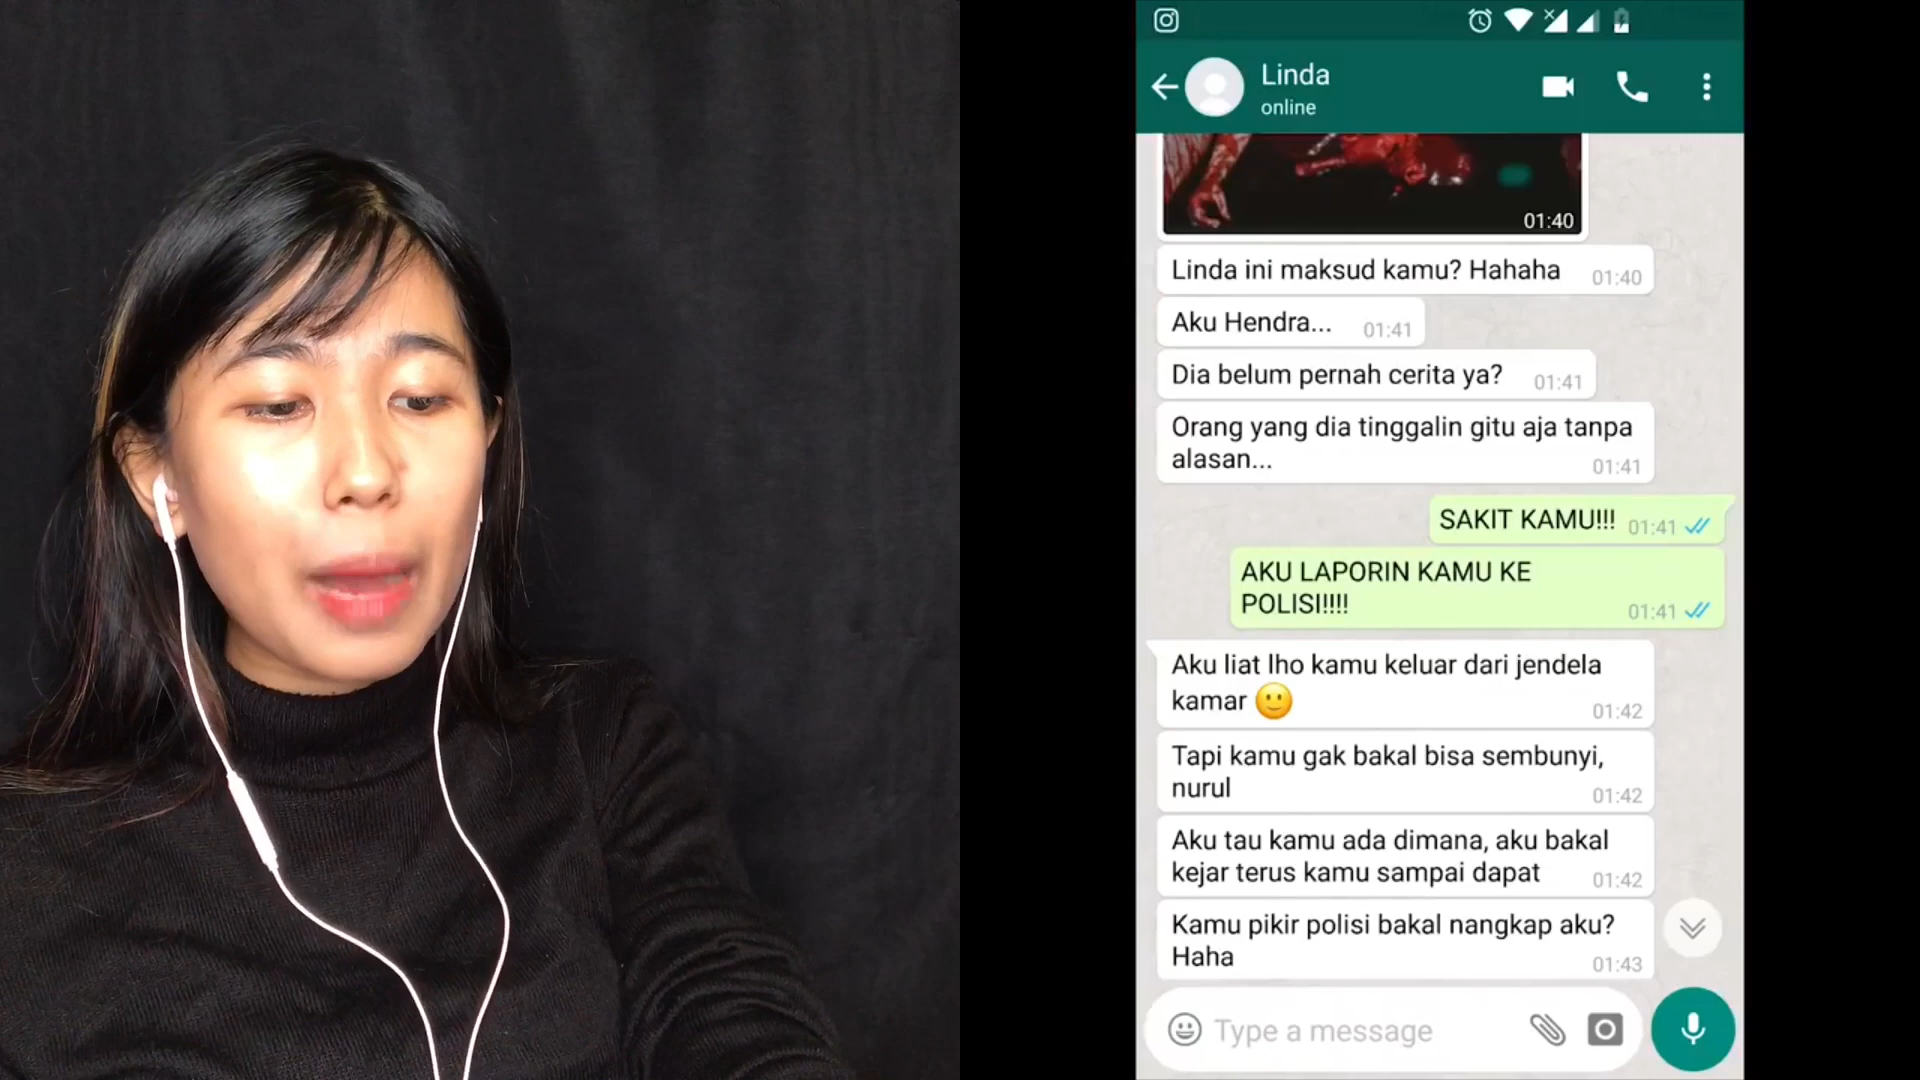 Linda
online
01:40
Linda ini maksud kamu? Hahaha 01:40
Aku Hendra... 01:41
Dia belum pernah cerita ya? 01:41
Orang yang dia tinggalin gitu aja tanpa
alasan... 01:41
SAKIT KAMU!!! 01:41
AKU LAPORIN KAMU KE
POLISI!!!! 01:41
Aku liat lho kamu keluar dari jendela
kamar 🙂 01:42
Tapi kamu gak bakal bisa sembunyi,
nurul 01:42
Aku tau kamu ada dimana, aku bakal
kejar terus kamu sampai dapat 01:42
Kamu pikir polisi bakal nangkap aku?
Haha 01:43
Type a message